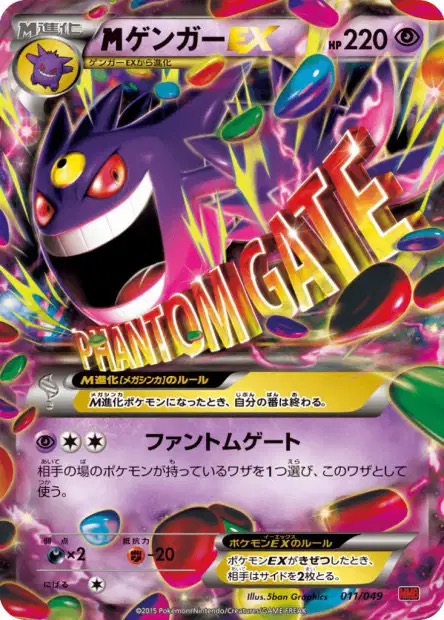 M進化
MゲンガーEX
HP220
ゲンガーEXから進化
PHANTOM GATE
メガシンカ
M進化[メガシンカ]のルール
M進化ポケモンになったとき、自分の番は終わる。
ファントムゲート
相手の場のポケモンが持っているワザを1つ選び、このワザとして
使う。
弱点 ×2 抵抗力 -20
にげる
ポケモンEXのルール
ポケモンEXがきぜつしたとき、
相手はサイドを2枚とる。
Illus. 5ban Graphics 011/049 MMB
©2015 Pokémon/Nintendo/Creatures/GAME FREAK.